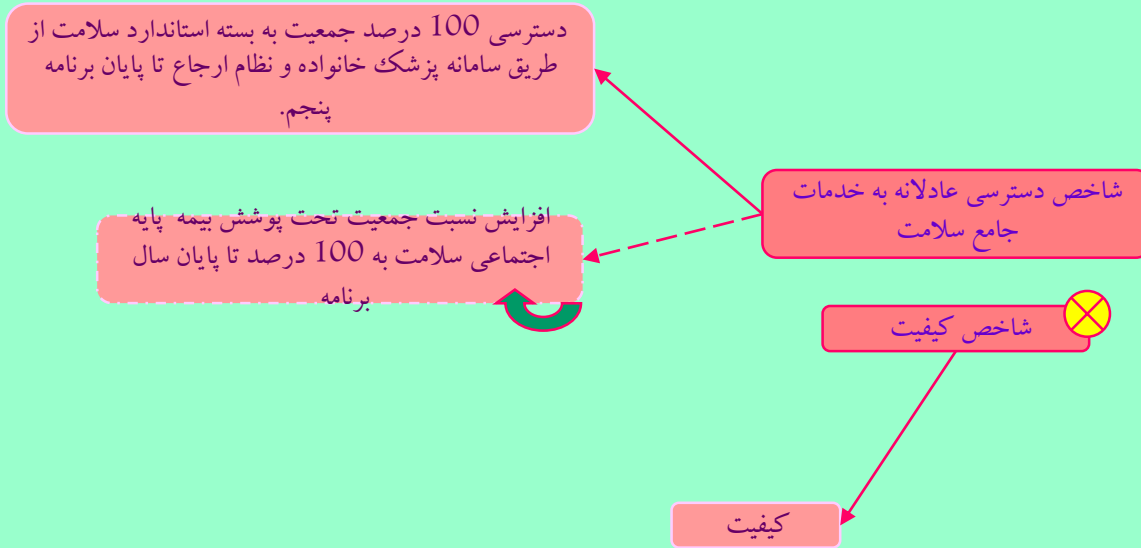 دسترسی 100 درصد جمعیت به بسته استاندارد سلامت از
طریق سامانه پزشک خانواده و نظام ارجاع تا پایان برنامه
پنجم.
شاخص دسترسی عادلانه به خدمات
جامع سلامت
افزایش نسبت جمعیت تحت پوشش بیمه پایه
اجتماعی سلامت به 100 درصد تا پایان سال
برنامه
شاخص کیفیت
کیفیت